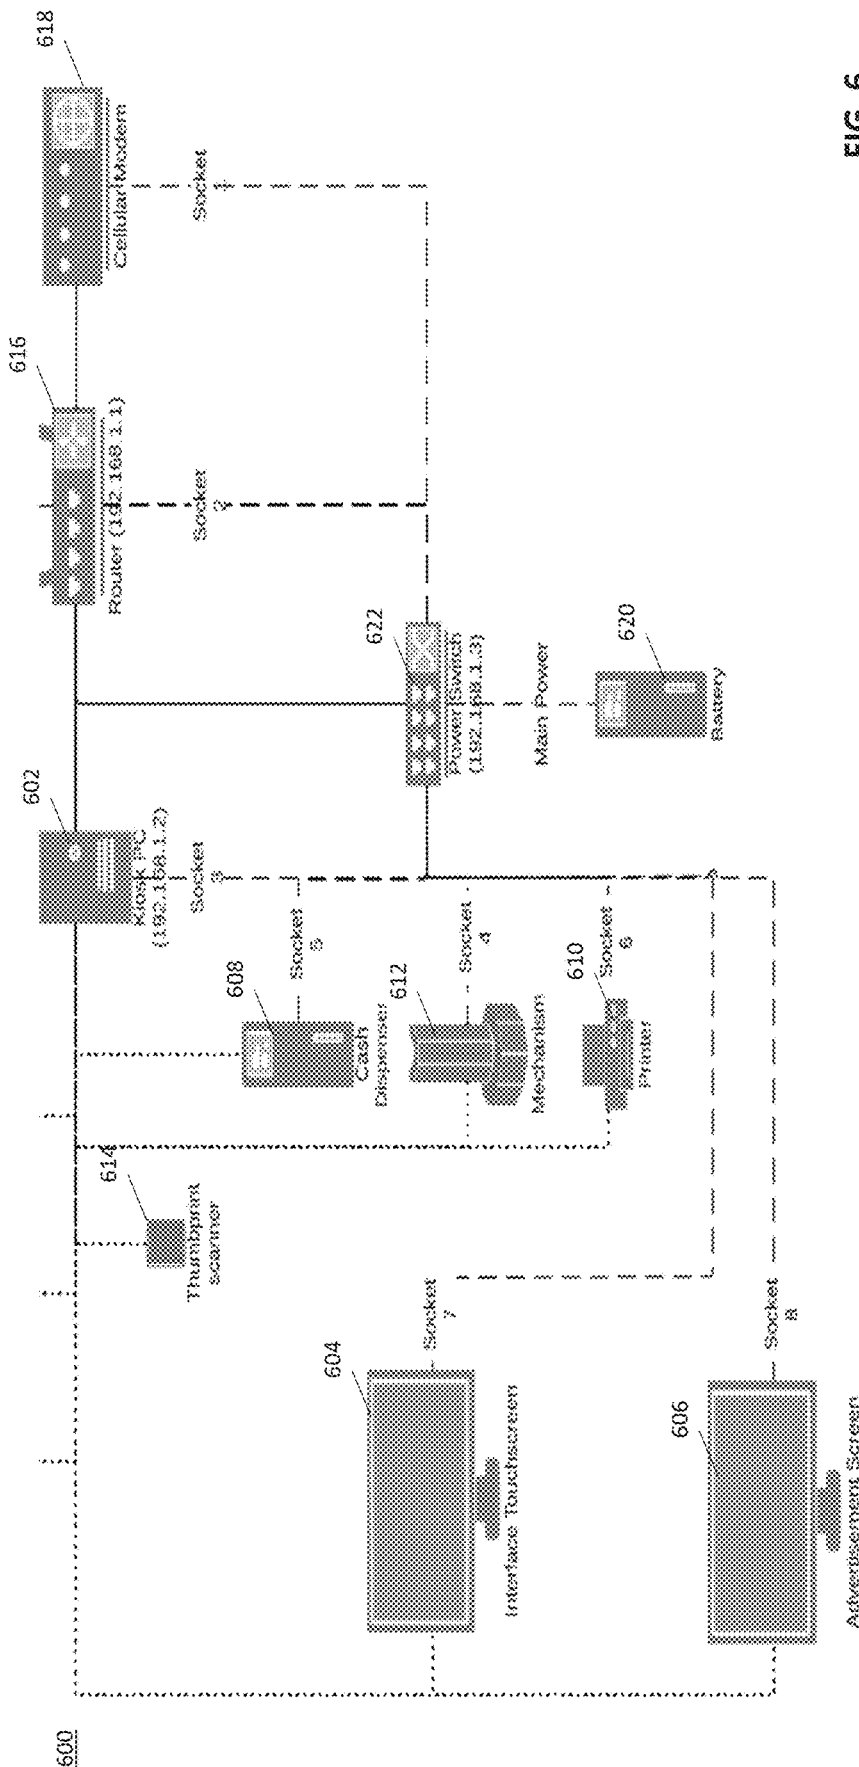 600
Thumbprint
scanner
614
Kiosk PC
(192.168.1.2)
602
Router (192.168.1.1)
616
Cellular Modem
618
Socket
3
Socket
2
Socket
1
Cash
Dispenser
608
Socket
5
Interface Touchscreen
604
Socket
7
Mechanism
612
Socket
4
Power Switch
(192.168.1.3)
622
Main Power
Printer
610
Socket
6
Battery
620
Advertisement Screen
606
Socket
8
FIG. 6